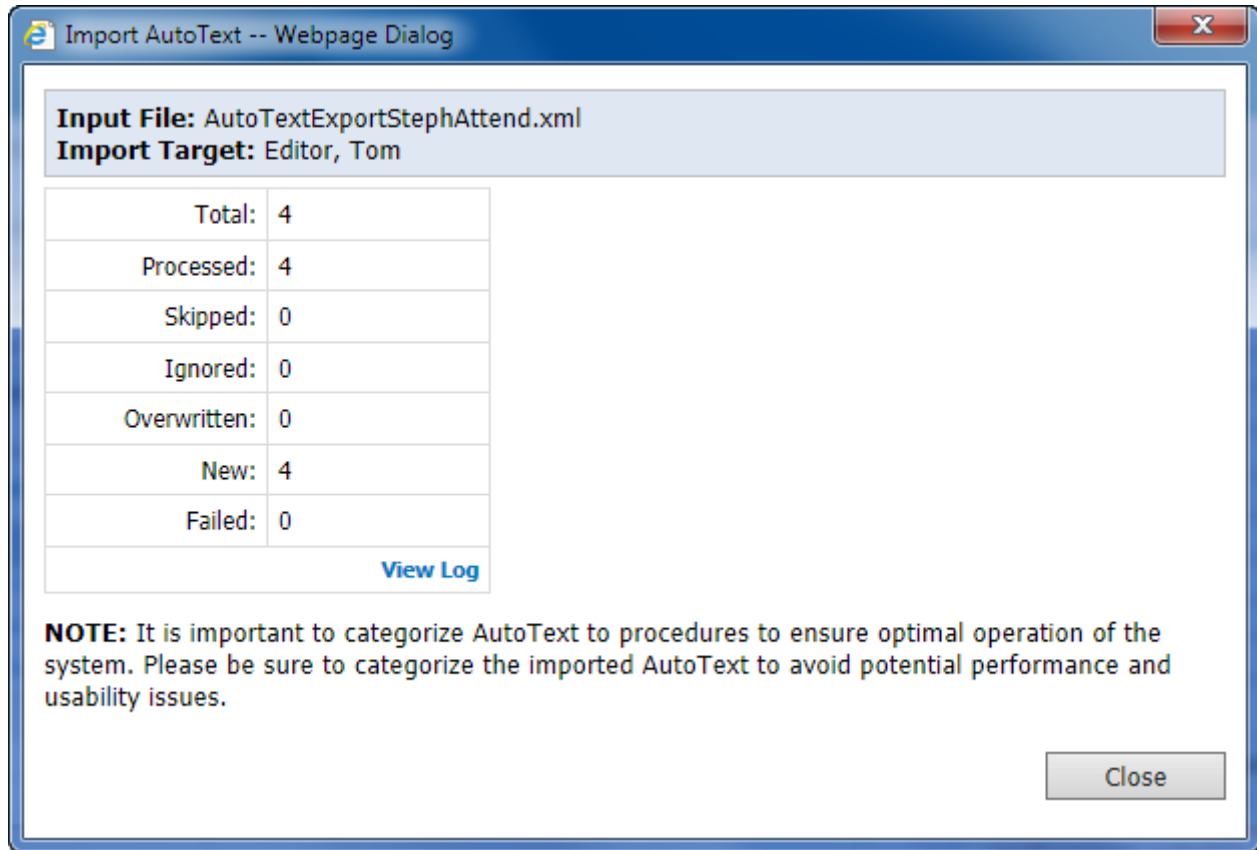 Import AutoText -- Webpage Dialog
Input File: AutoTextExportStephAttend.xml
Import Target: Editor, Tom
Total: 4
Processed: 4
Skipped: 0
Ignored: 0
Overwritten: 0
New: 4
Failed: 0
View Log
NOTE: It is important to categorize AutoText to procedures to ensure optimal operation of the
system. Please be sure to categorize the imported AutoText to avoid potential performance and
usability issues.
Close